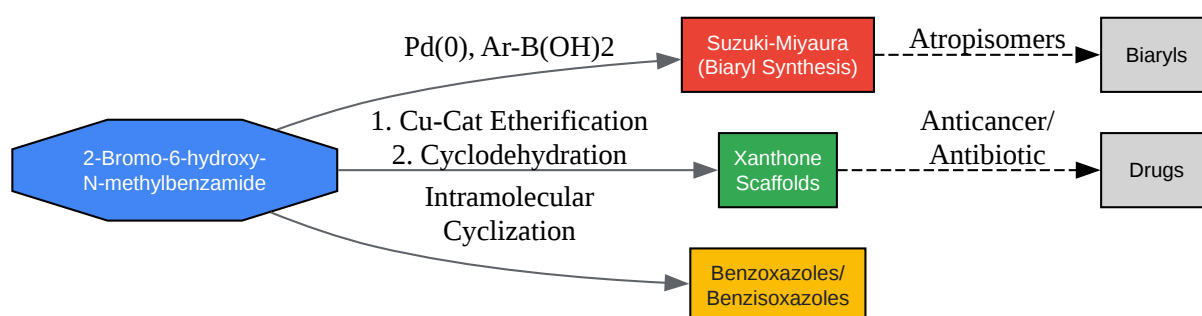 2-Bromo-6-hydroxy-
N-methylbenzamide
Pd(0), Ar-B(OH)2
Suzuki-Miyaura
(Biaryl Synthesis)
Atropisomers
Biaryls
1. Cu-Cat Etherification
2. Cyclodehydration
Xanthone
Scaffolds
Anticancer/
Antibiotic
Drugs
Intramolecular
Cyclization
Benzoxazoles/
Benzisoxazoles